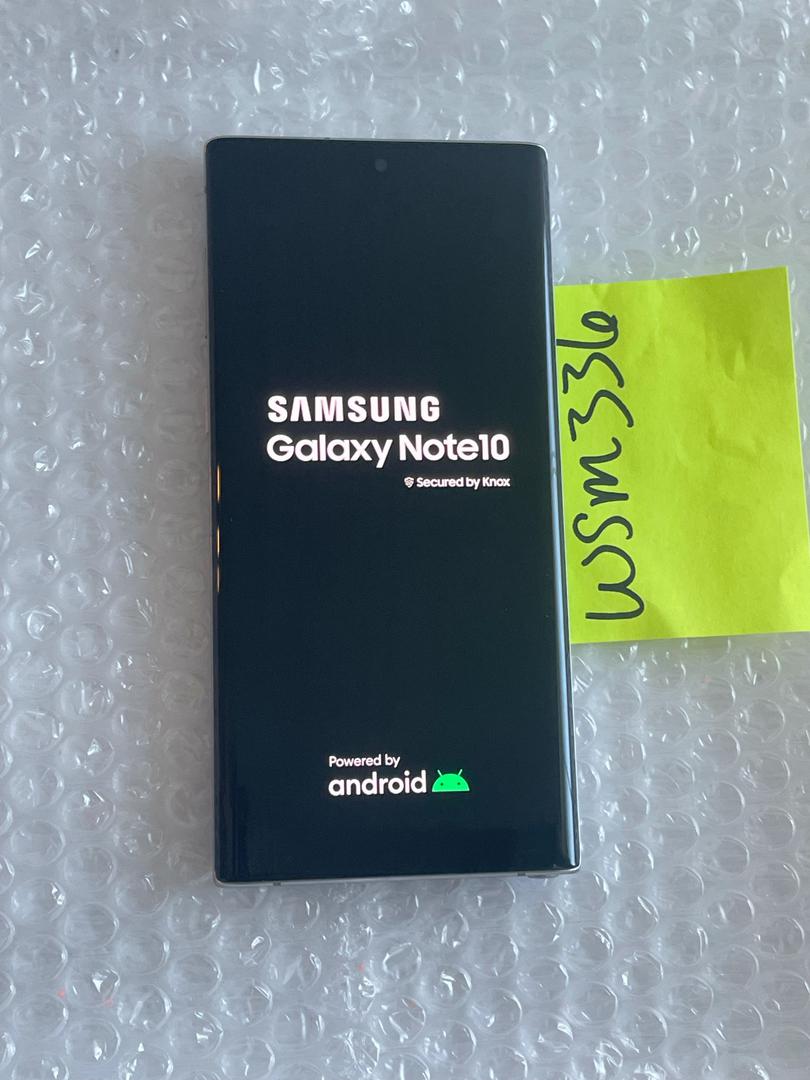 SAMSUNG
Galaxy Note10
Secured by Knox
Powered by
android
wsm336